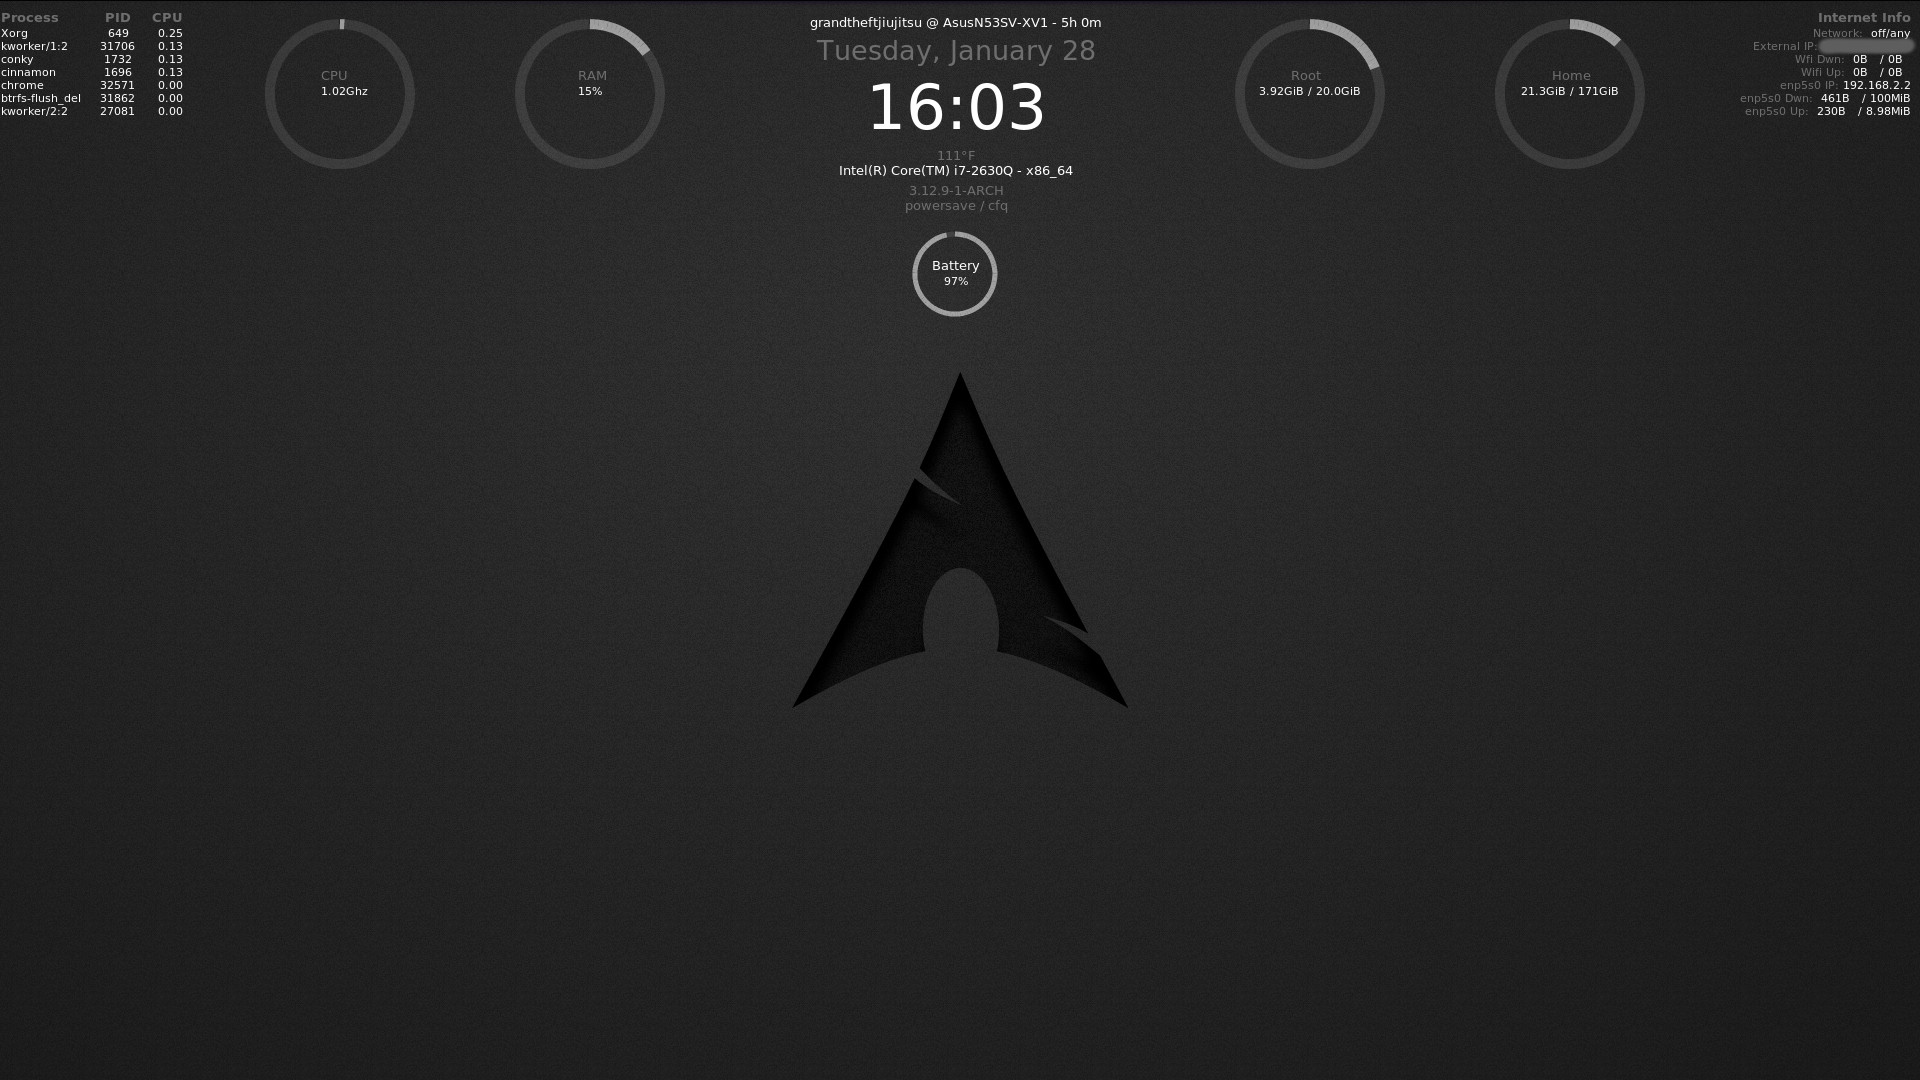 Process PID CPU
Xorg 649 0.25
kworker/1:2 31706 0.13
conky 1732 0.13
cinnamon 1696 0.13
chrome 32571 0.00
btrfs-flush_del 31862 0.00
kworker/2:2 27081 0.00
CPU
1.02Ghz
RAM
15%
grandtheftjiujitsu @ AsusN53SV-XV1 - 5h 0m
Tuesday, January 28
16:03
111°F
Intel(R) Core(TM) i7-2630Q - x86_64
3.12.9-1-ARCH
powersave / cfq
Battery
97%
Root
3.92GiB / 20.0GiB
Home
21.3GiB / 171GiB
Internet Info
Network: off/any
External IP:
Wfi Dwn: 0B / 0B
Wifi Up: 0B / 0B
enp5s0 IP: 192.168.2.2
enp5s0 Dwn: 461B / 100MiB
enp5s0 Up: 230B / 8.98MiB